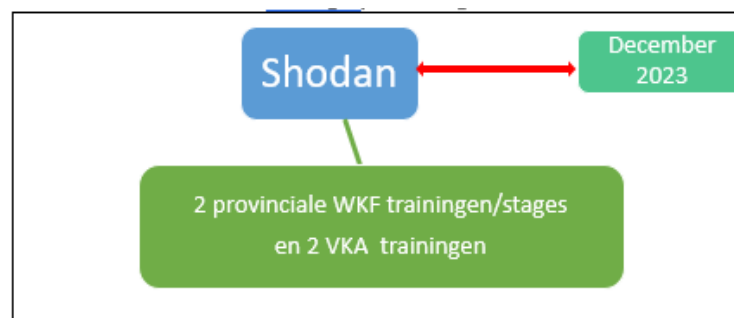 Shodan
December
2023
2 provinciale WKF trainingen/stages
en 2 VKA trainingen